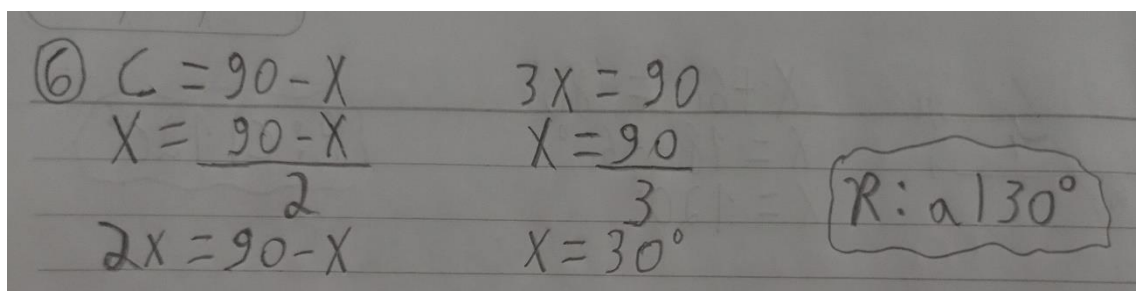 ⑥ C = 90 - X
X = 90 - X
2
2X = 90 - X
3X = 90
X = 90
3
X = 30°
R: a) 30°